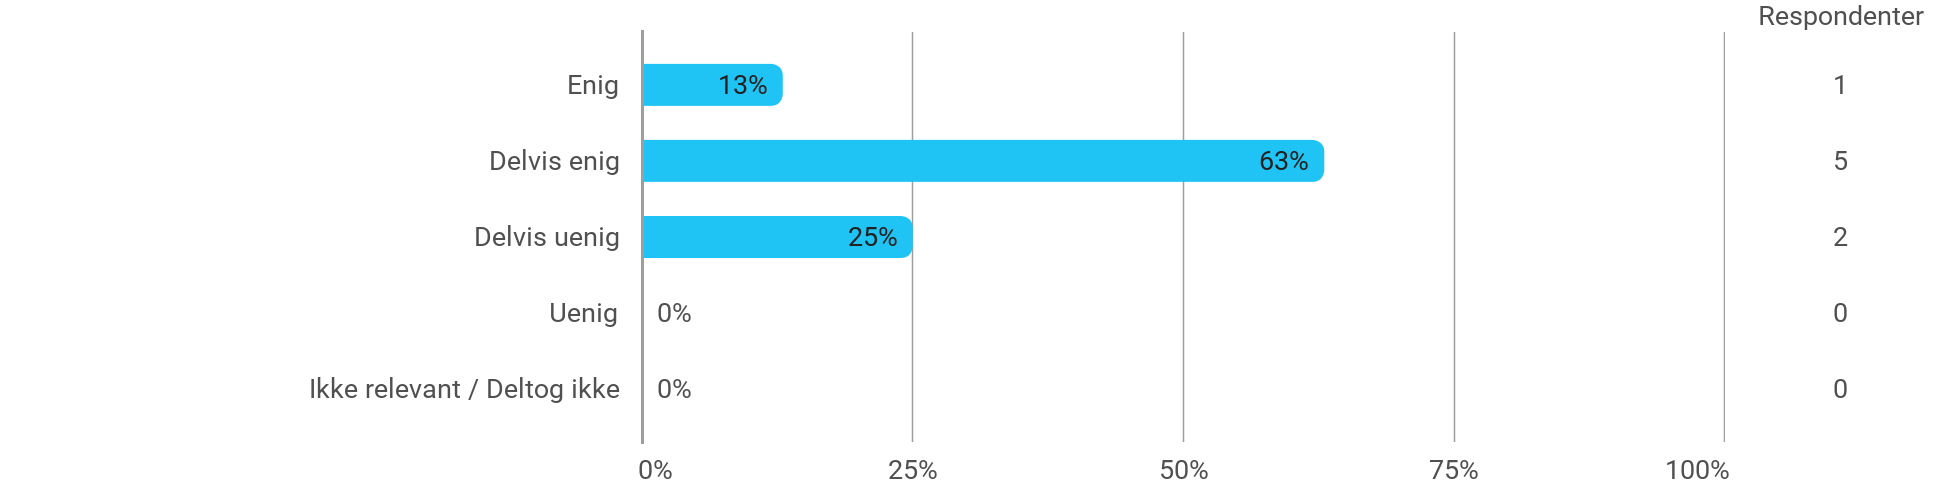 Respondenter
Enig 13% 1
Delvis enig 63% 5
Delvis uenig 25% 2
Uenig 0% 0
Ikke relevant / Deltog ikke 0% 0
0% 25% 50% 75% 100%